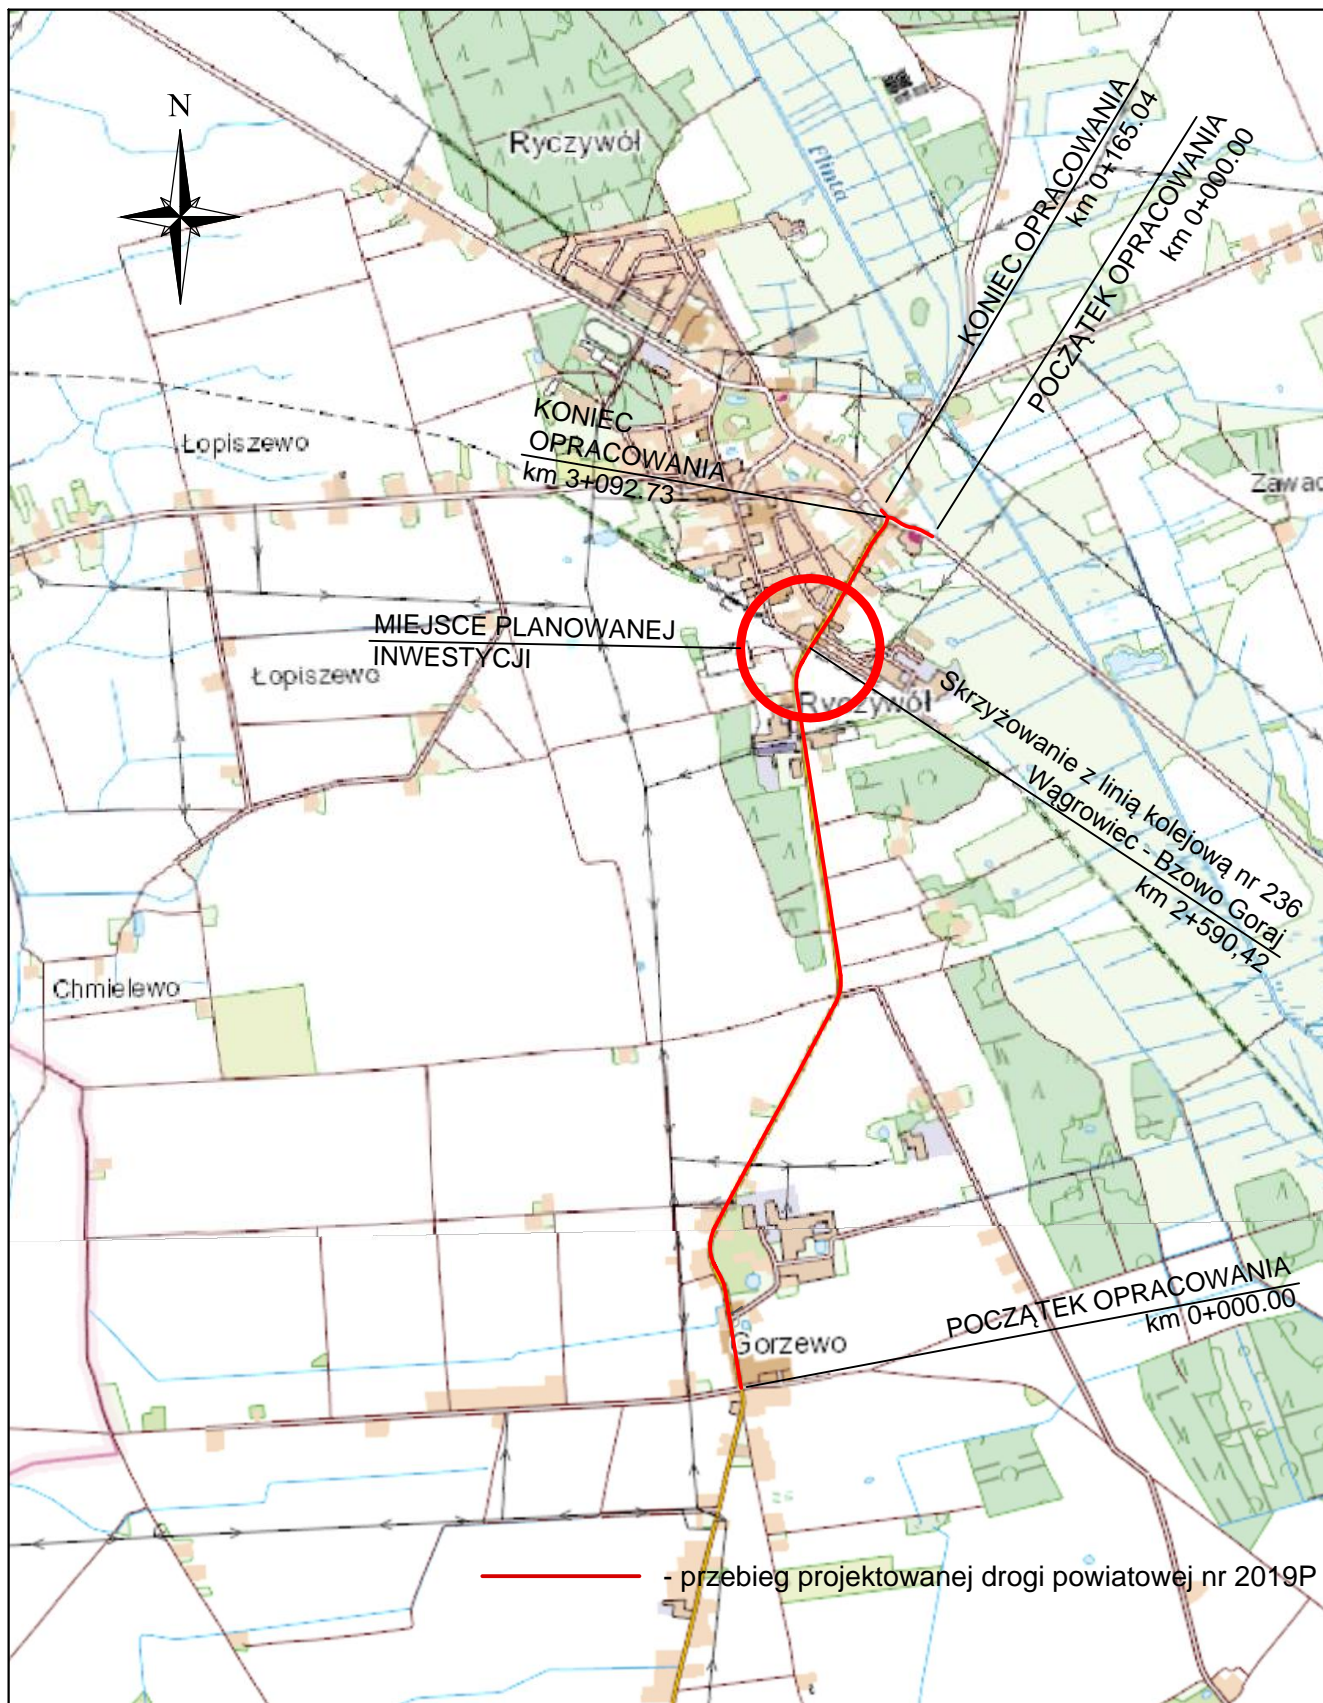 N
Ryczywół
Flinta
KONIEC OPRACOWANIA
km 0+165.04
POCZĄTEK OPRACOWANIA
km 0+000.00
KONIEC
OPRACOWANIA
km 3+092.73
Łopiszewo
Zawad
MIEJSCE PLANOWANEJ
INWESTYCJI
Łopiszewo
Ryczywół
Skrzyżowanie z linią kolejową nr 236
Wągrowiec - Bzowo Goraj
km 2+590,42
Chmielewo
POCZĄTEK OPRACOWANIA
km 0+000.00
Gorzewo
- przebieg projektowanej drogi powiatowej nr 2019P